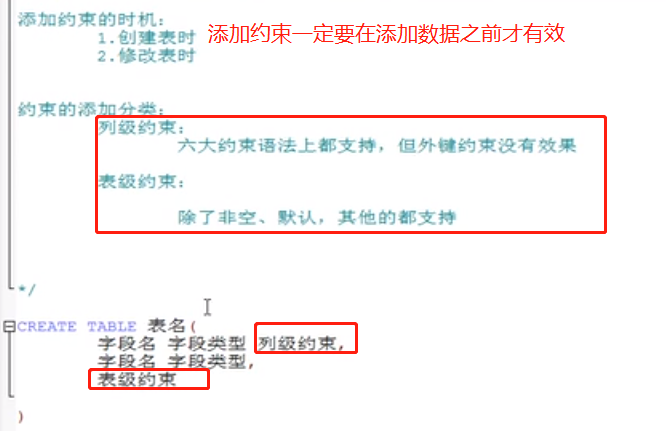 添加约束的时机：
1.创建表时
添加约束一定要在添加数据之前才有效
2.修改表时
约束的添加分类：
列级约束：
六大约束语法上都支持，但外键约束没有效果
表级约束：
除了非空、默认，其他的都支持
*/
CREATE TABLE 表名(
字段名 字段类型 列级约束,
字段名 字段类型,
表级约束
)